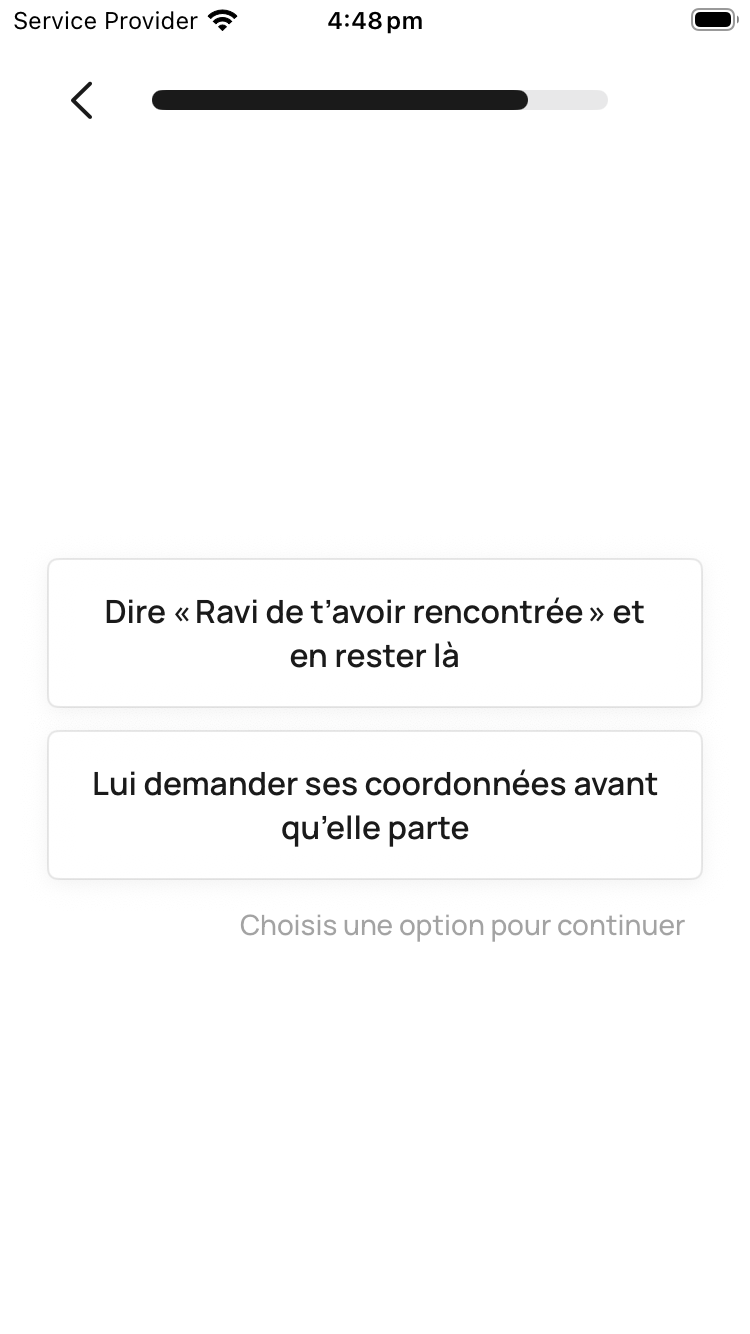 Service Provider 4:48 pm
Dire « Ravi de t’avoir rencontrée » et
en rester là
Lui demander ses coordonnées avant
qu’elle parte
Choisis une option pour continuer